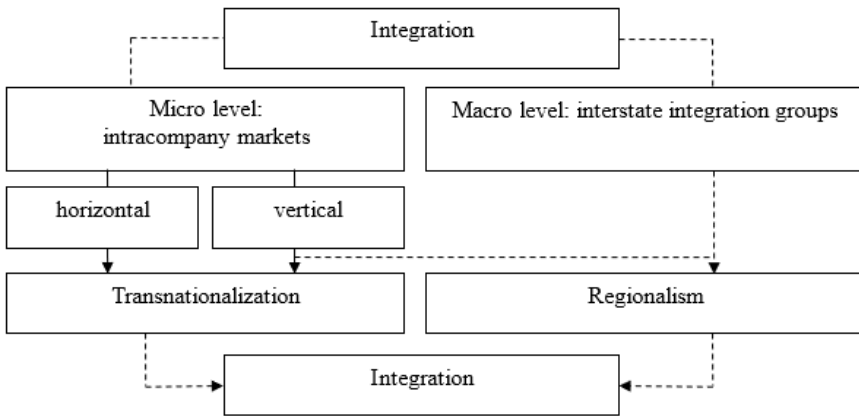 Integration
Micro level:
intracompany markets
Macro level: interstate integration groups
horizontal
vertical
Transnationalization
Regionalism
Integration